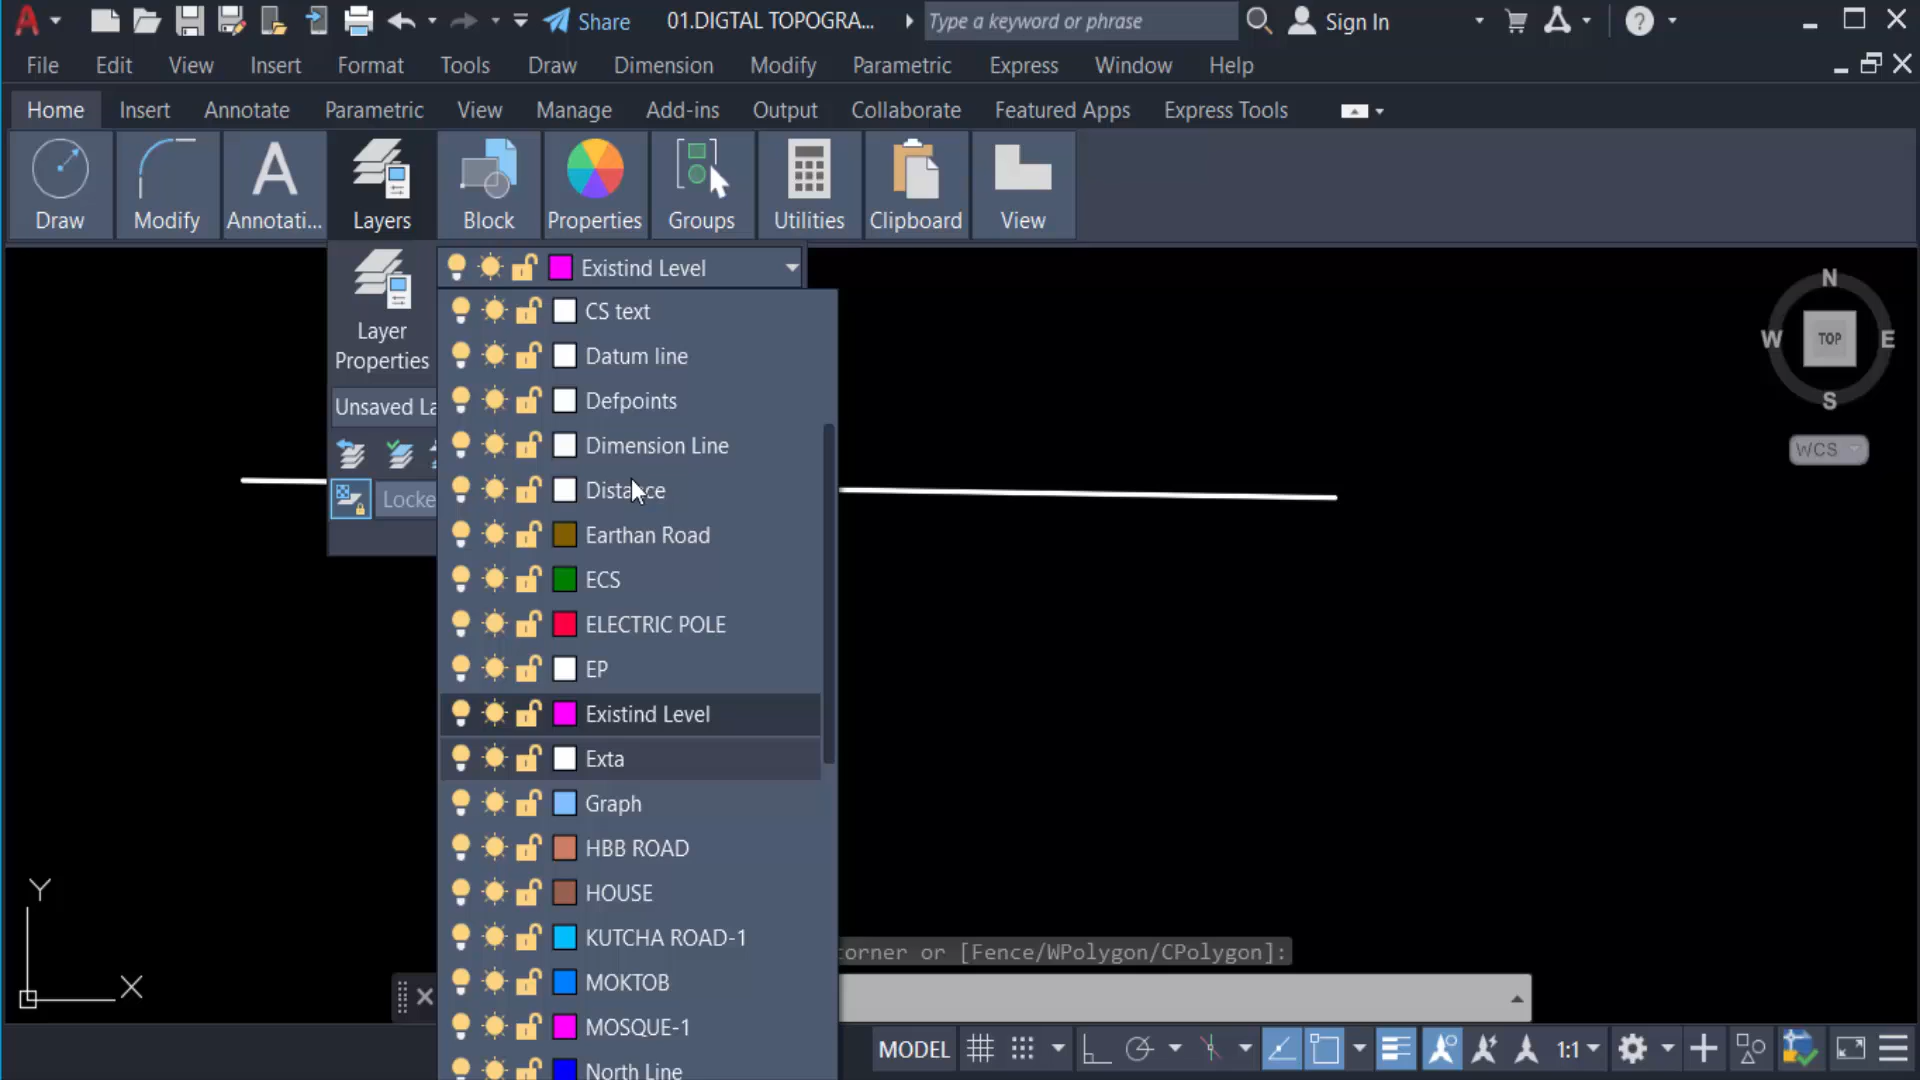 Share
01.DIGTAL TOPOGRA...
Type a keyword or phrase
Sign In
File Edit View Insert Format Tools Draw Dimension Modify Parametric Express Window Help
Home Insert Annotate Parametric View Manage Add-ins Output Collaborate Featured Apps Express Tools
Draw Modify Annotati... Layers Block Properties Groups Utilities Clipboard View
Layer
Properties
Unsaved La
Locke
Existind Level
CS text
Datum line
Defpoints
Dimension Line
Distance
Earthan Road
ECS
ELECTRIC POLE
EP
Existind Level
Exta
Graph
HBB ROAD
HOUSE
KUTCHA ROAD-1
MOKTOB
MOSQUE-1
North Line
N
W TOP E
S
WCS
Y
X
corner or [Fence/WPolygon/CPolygon]:
MODEL 1:1